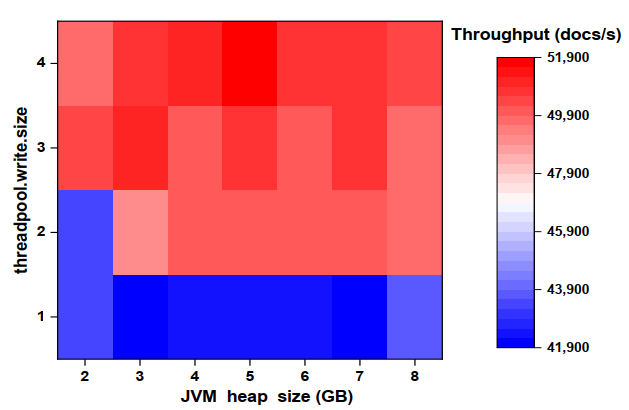 Throughput (docs/s)
51,900
49,900
47,900
45,900
43,900
41,900
threadpool.write.size
4
3
2
1
2 3 4 5 6 7 8
JVM heap size (GB)